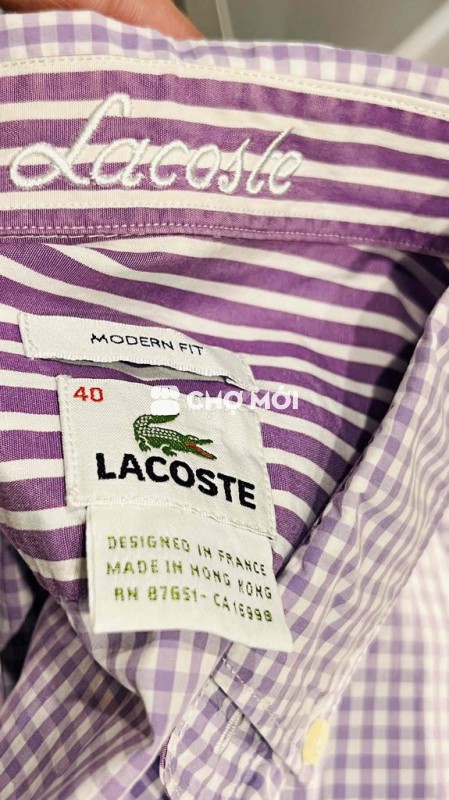 Lacoste
MODERN FIT
40
CHỢ MỚI
LACOSTE
DESIGNED IN FRANCE
MADE IN HONG KONG
RN 87651 - CA 16998